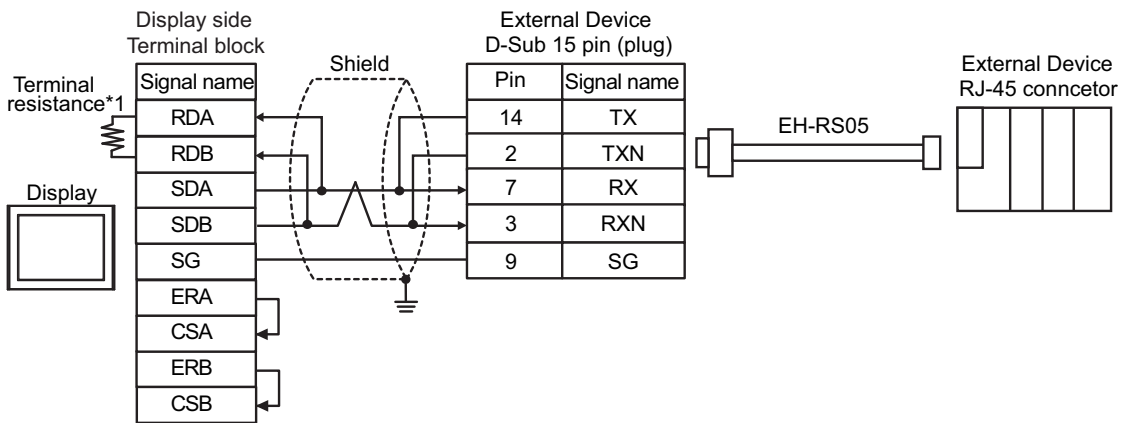 Display side
Terminal block
External Device
D-Sub 15 pin (plug)
Shield
External Device
RJ-45 conncetor
Terminal
resistance*1
Signal name
Pin Signal name
RDA 14 TX
EH-RS05
RDB 2 TXN
Display
SDA 7 RX
SDB 3 RXN
SG 9 SG
ERA
CSA
ERB
CSB